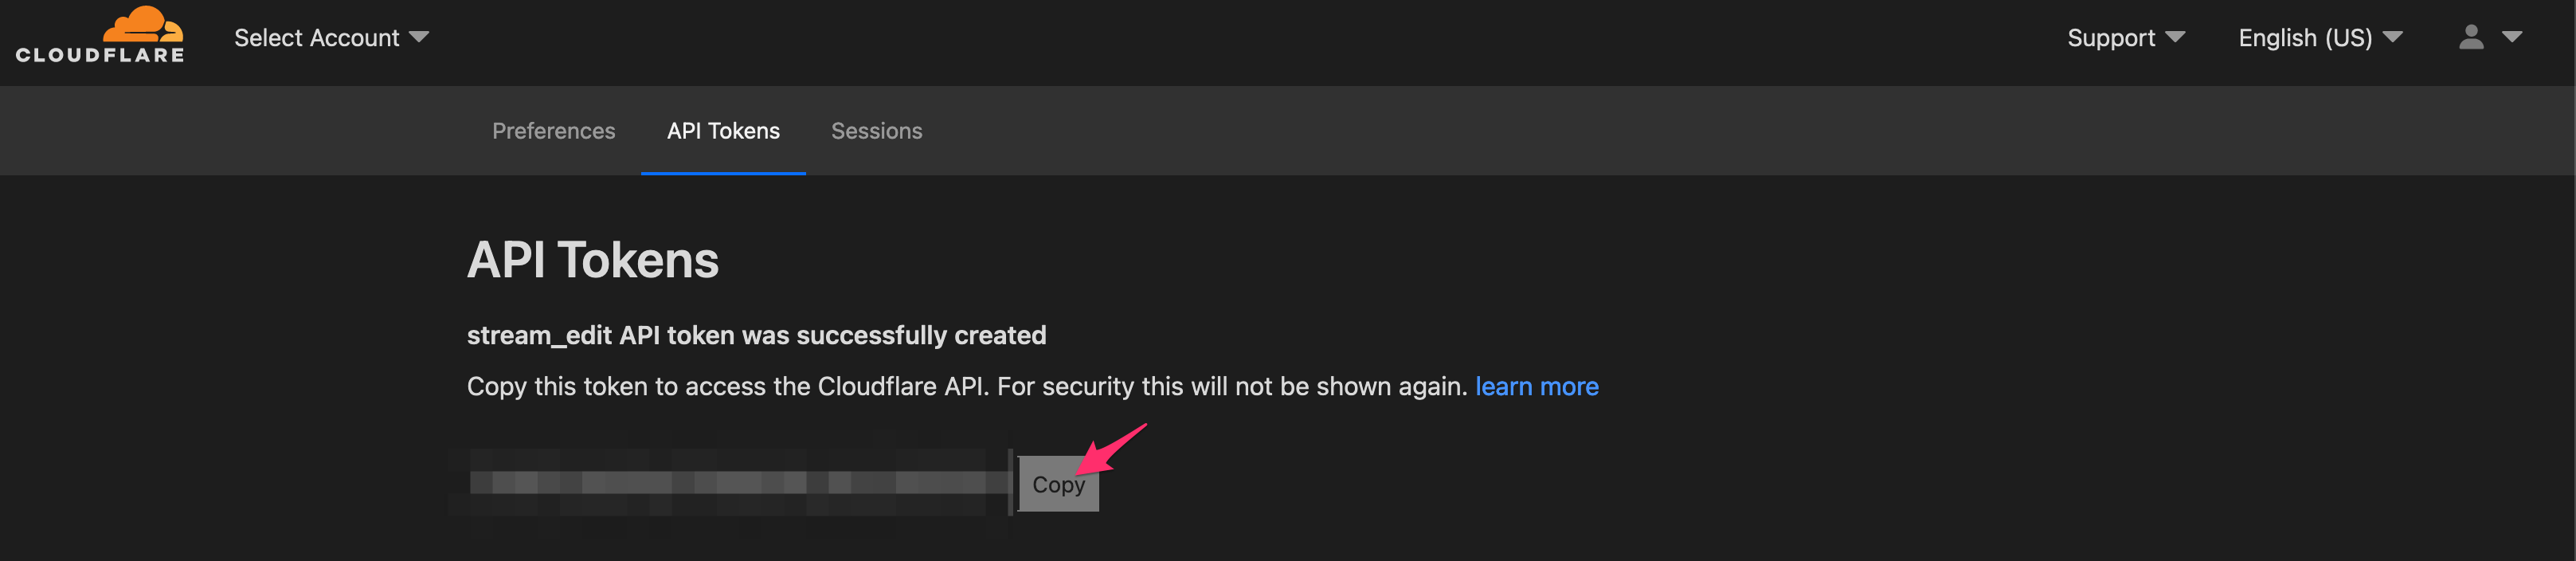 CLOUDFLARE
Select Account
Support
English (US)
Preferences
API Tokens
Sessions
API Tokens
stream_edit API token was successfully created
Copy this token to access the Cloudflare API. For security this will not be shown again. learn more
Copy